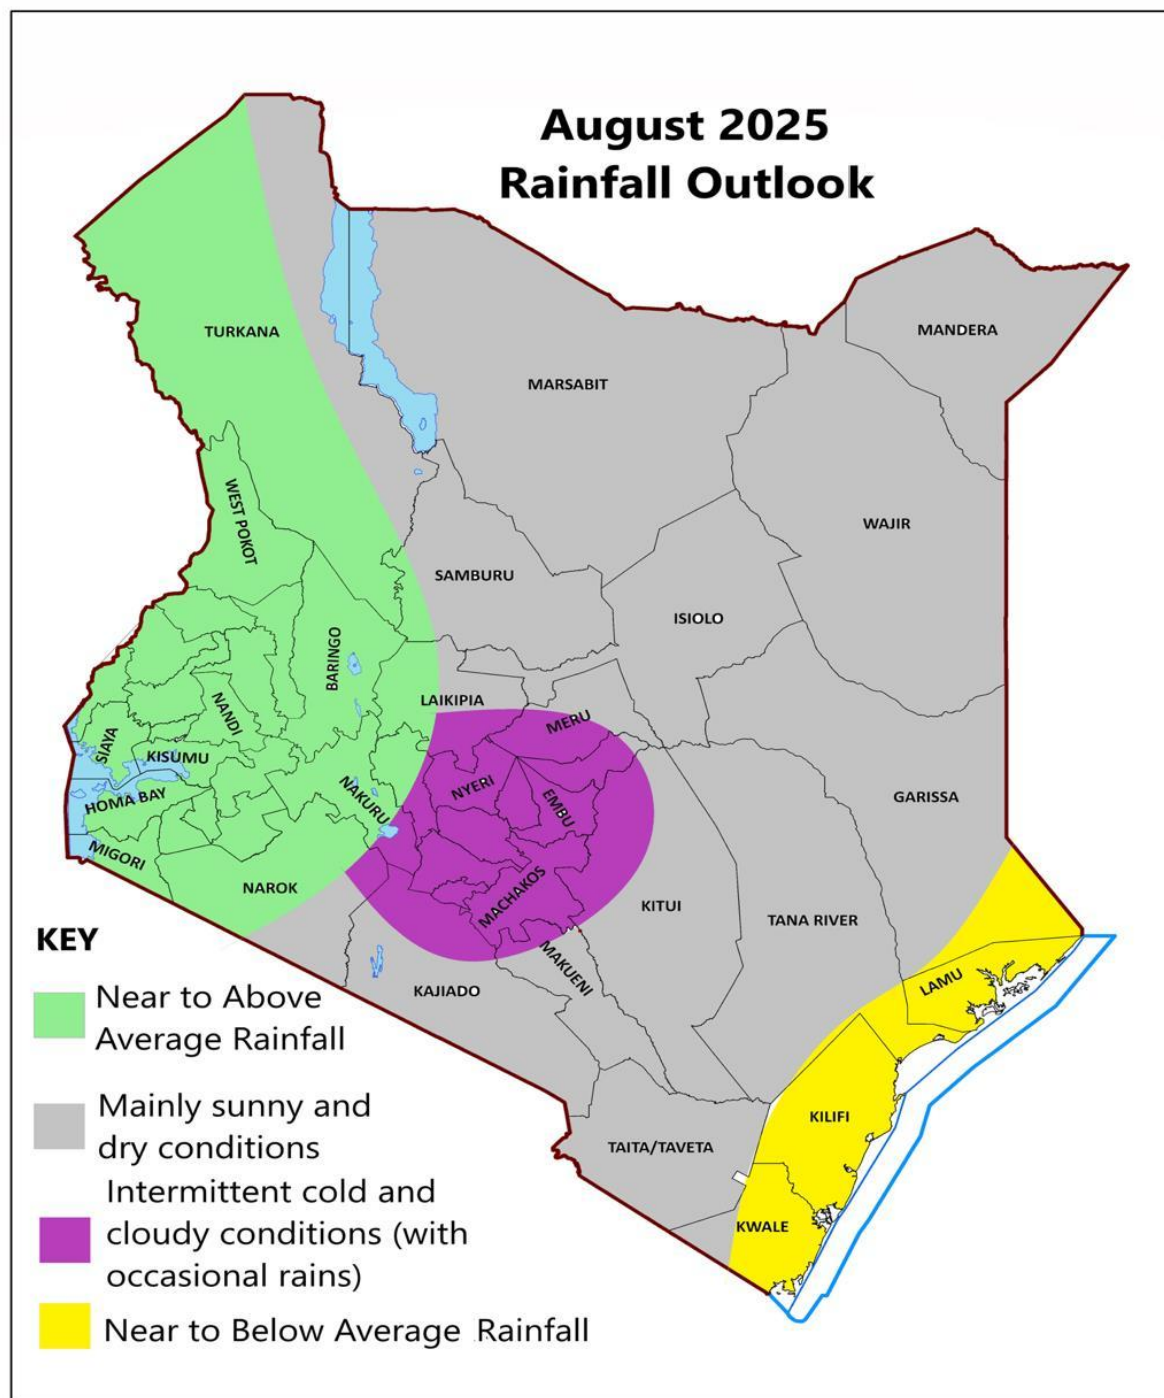 August 2025
Rainfall Outlook
TURKANA
MANDERA
MARSABIT
WEST POKOT
WAJIR
SAMBURU
ISIOLO
BARINGO
LAIKIPIA
NANDI
MERU
SIAYA
KISUMU
NYERI
NAKURU
HOMA BAY
EMBU
GARISSA
MIGORI
NAROK
MACHAKOS
KITUI
TANA RIVER
MAKUENI
KAJIADO
LAMU
KILIFI
TAITA/TAVETA
KWALE
KEY
Near to Above
Average Rainfall
Mainly sunny and
dry conditions
Intermittent cold and
cloudy conditions (with
occasional rains)
Near to Below Average Rainfall